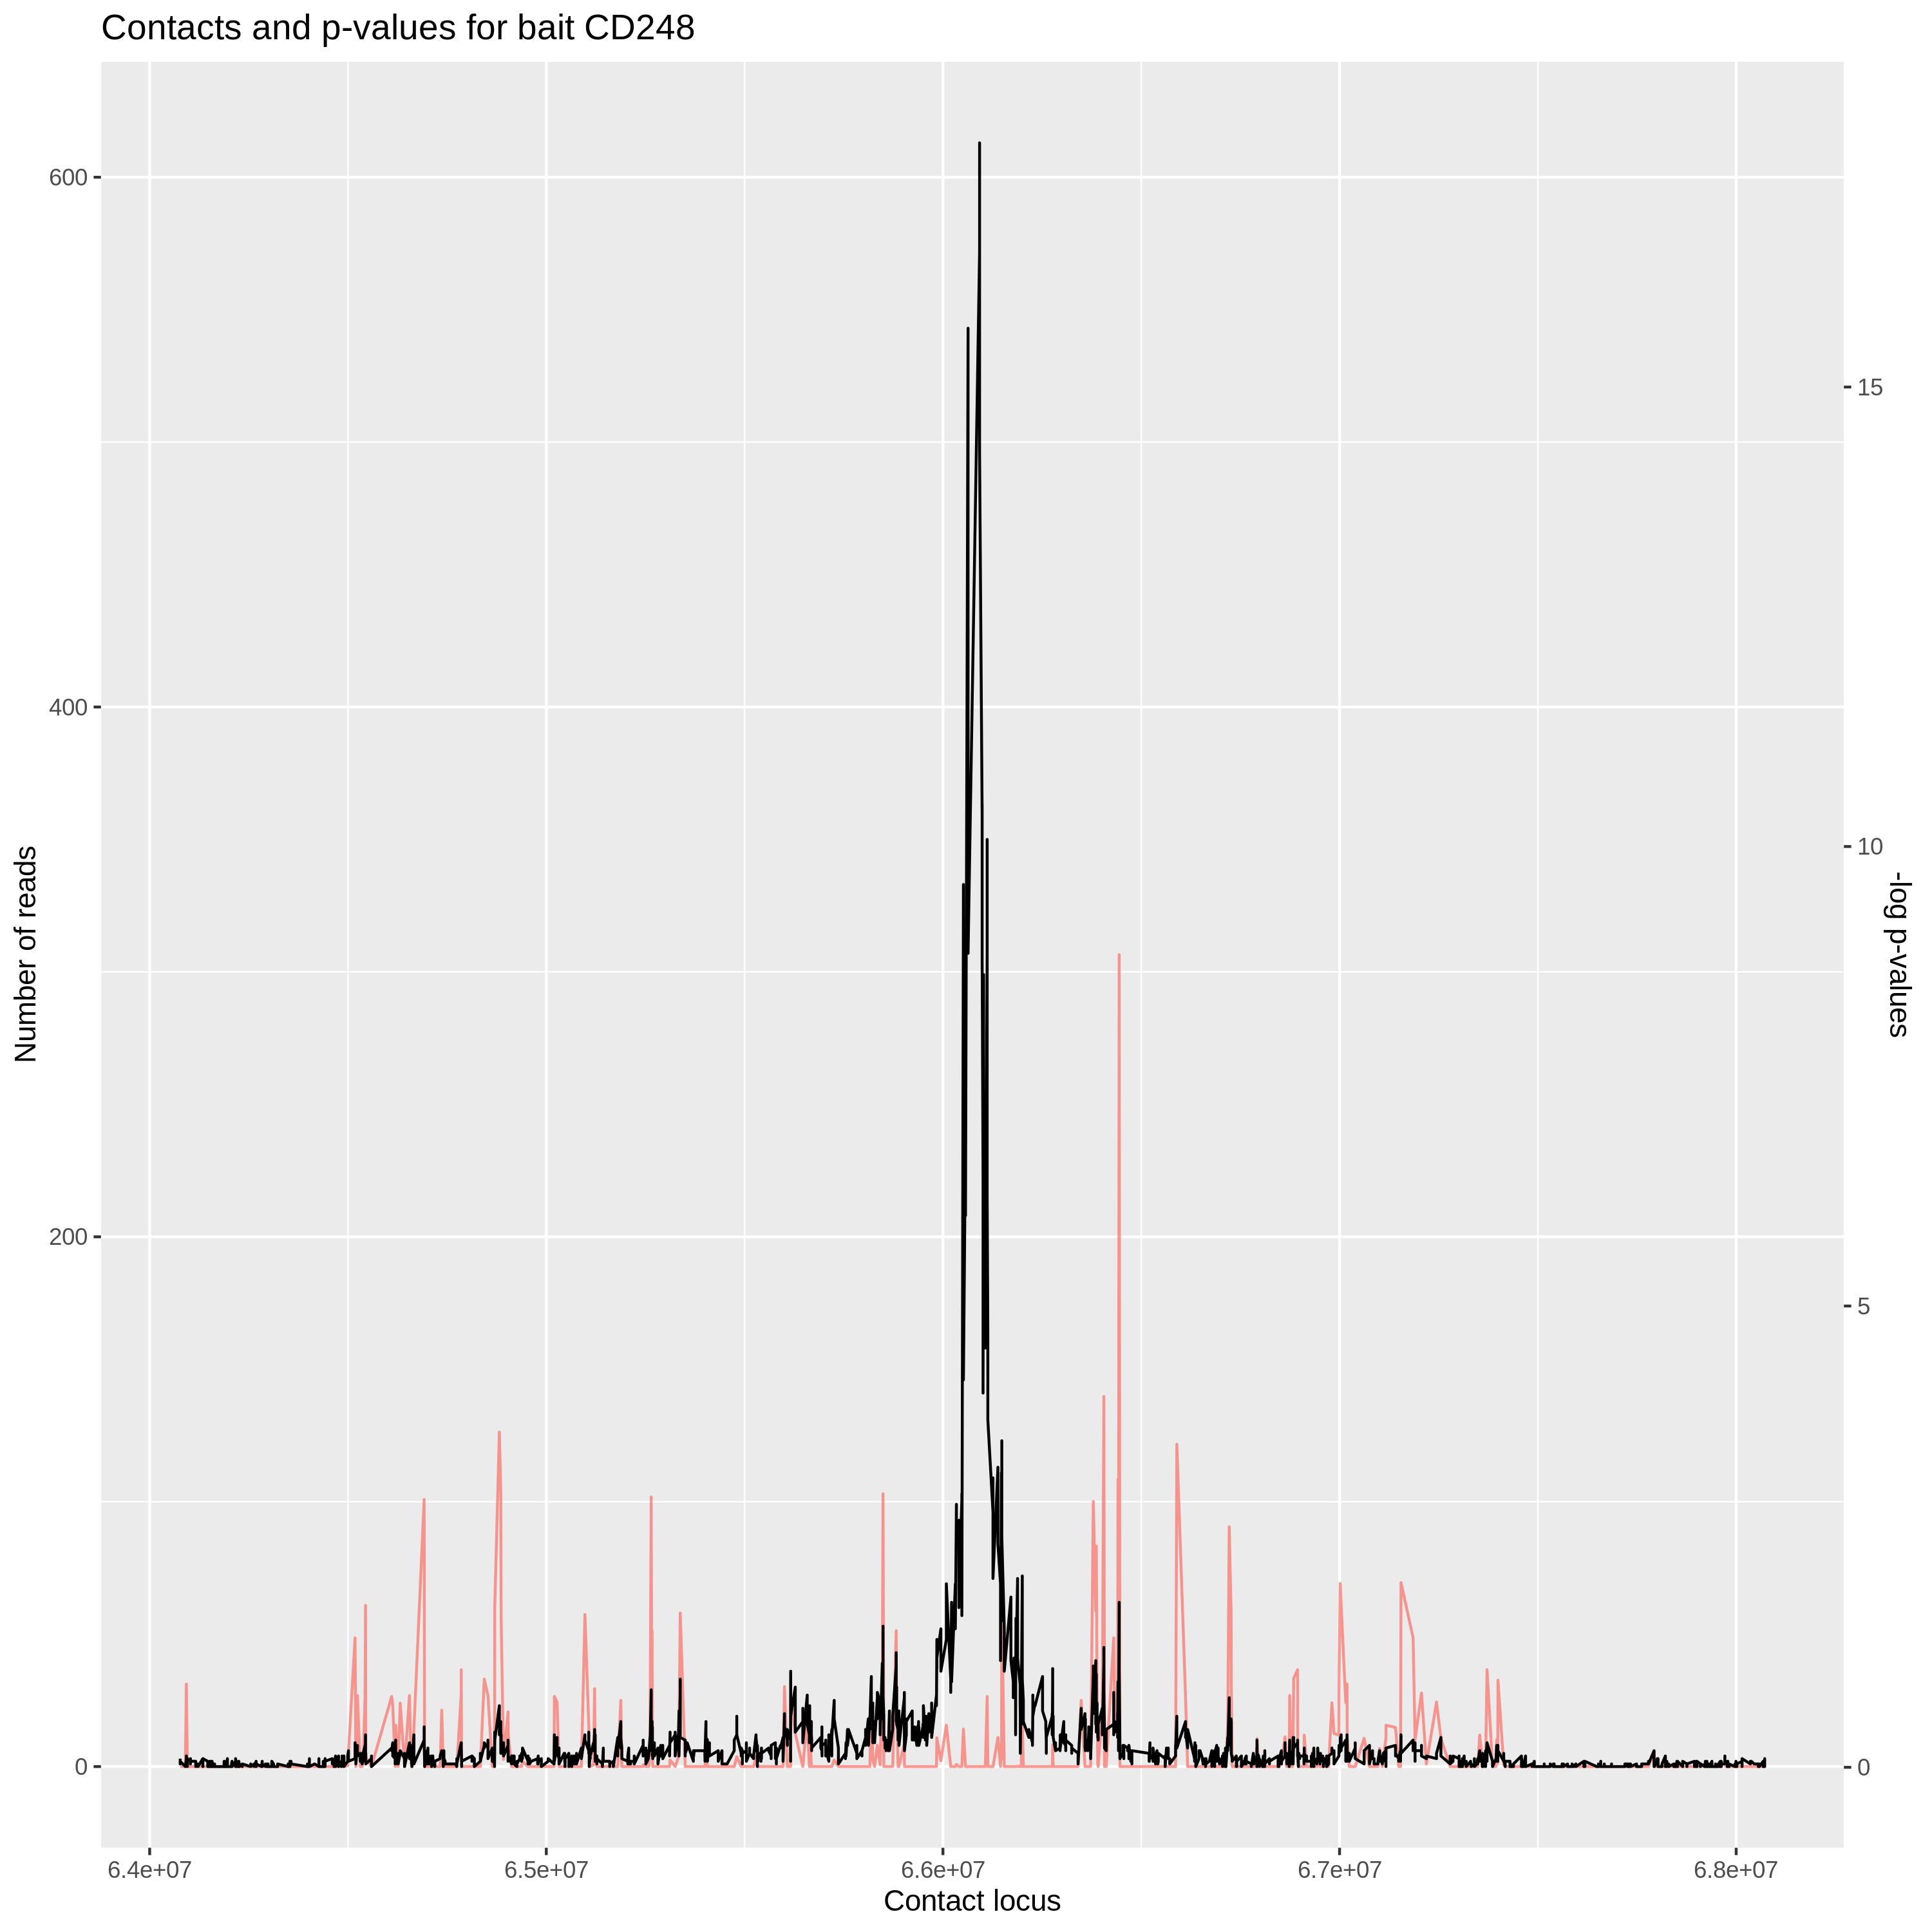 Contacts and p-values for bait CD248
600
400
200
0
Number of reads
15
10
5
0
-log p-values
6.4e+07
6.5e+07
6.6e+07
6.7e+07
6.8e+07
Contact locus